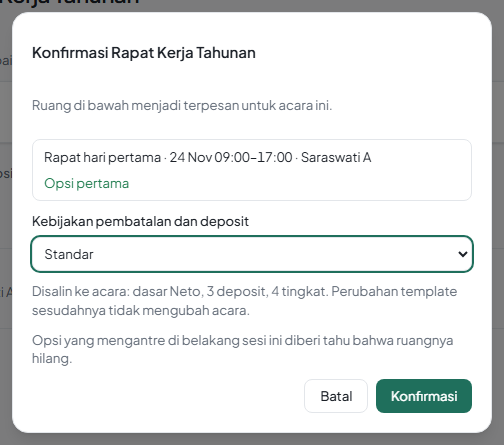 Konfirmasi Rapat Kerja Tahunan
Ruang di bawah menjadi terpesan untuk acara ini.
Rapat hari pertama · 24 Nov 09:00–17:00 · Saraswati A
Opsi pertama
Kebijakan pembatalan dan deposit
Standar
Disalin ke acara: dasar Neto, 3 deposit, 4 tingkat. Perubahan template
sesudahnya tidak mengubah acara.
Opsi yang mengantre di belakang sesi ini diberi tahu bahwa ruangnya
hilang.
Batal
Konfirmasi